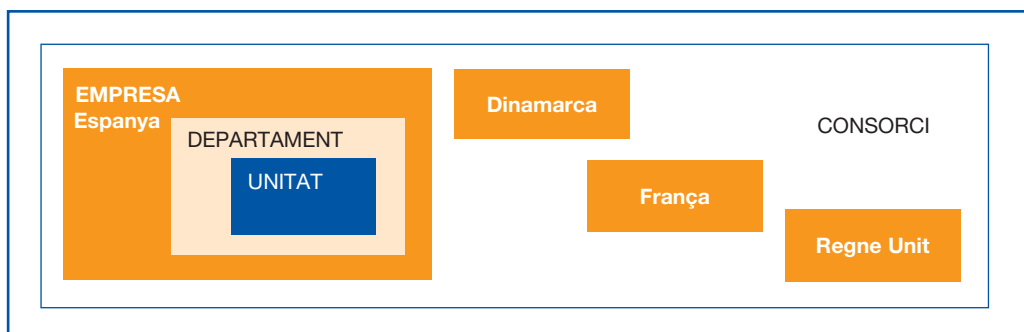 EMPRESA
Espanya
DEPARTAMENT
UNITAT
Dinamarca
França
CONSORCI
Regne Unit